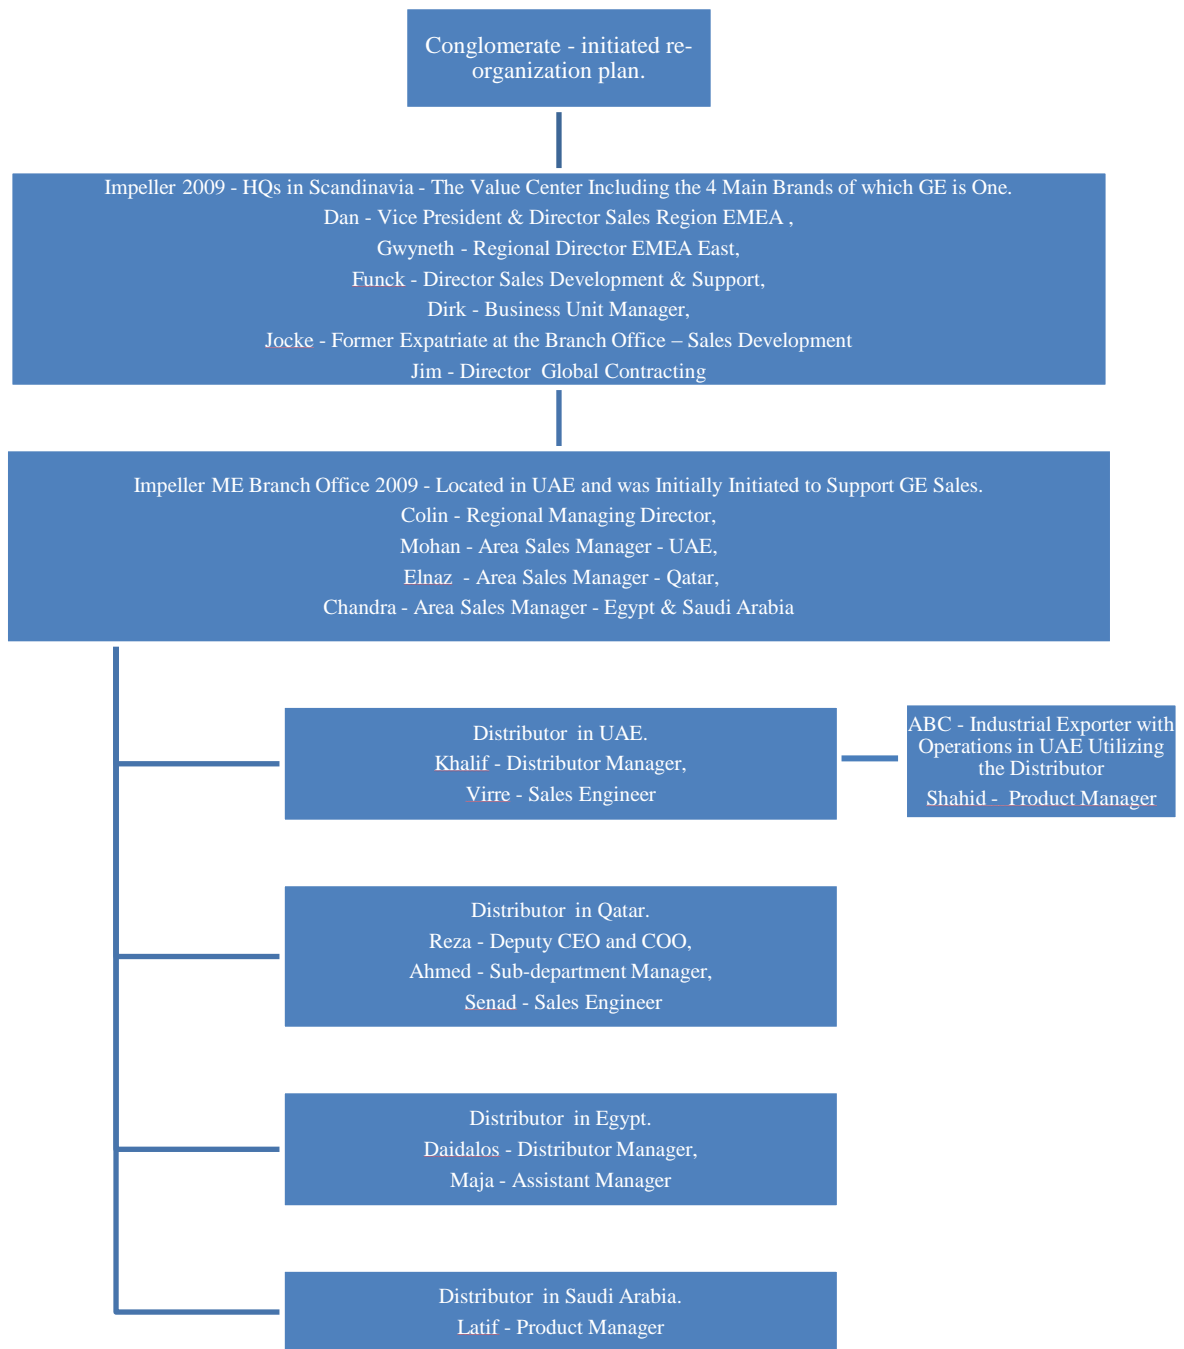 Conglomerate - initiated re-
organization plan.
Impeller 2009 - HQs in Scandinavia - The Value Center Including the 4 Main Brands of which GE is One.
Dan - Vice President & Director Sales Region EMEA ,
Gwyneth - Regional Director EMEA East,
Funck - Director Sales Development & Support,
Dirk - Business Unit Manager,
Jocke - Former Expatriate at the Branch Office – Sales Development
Jim - Director Global Contracting
Impeller ME Branch Office 2009 - Located in UAE and was Initially Initiated to Support GE Sales.
Colin - Regional Managing Director,
Mohan - Area Sales Manager - UAE,
Elnaz - Area Sales Manager - Qatar,
Chandra - Area Sales Manager - Egypt & Saudi Arabia
Distributor in UAE.
Khalif - Distributor Manager,
Virre - Sales Engineer
ABC - Industrial Exporter with
Operations in UAE Utilizing
the Distributor
Shahid - Product Manager
Distributor in Qatar.
Reza - Deputy CEO and COO,
Ahmed - Sub-department Manager,
Senad - Sales Engineer
Distributor in Egypt.
Daidalos - Distributor Manager,
Maja - Assistant Manager
Distributor in Saudi Arabia.
Latif - Product Manager